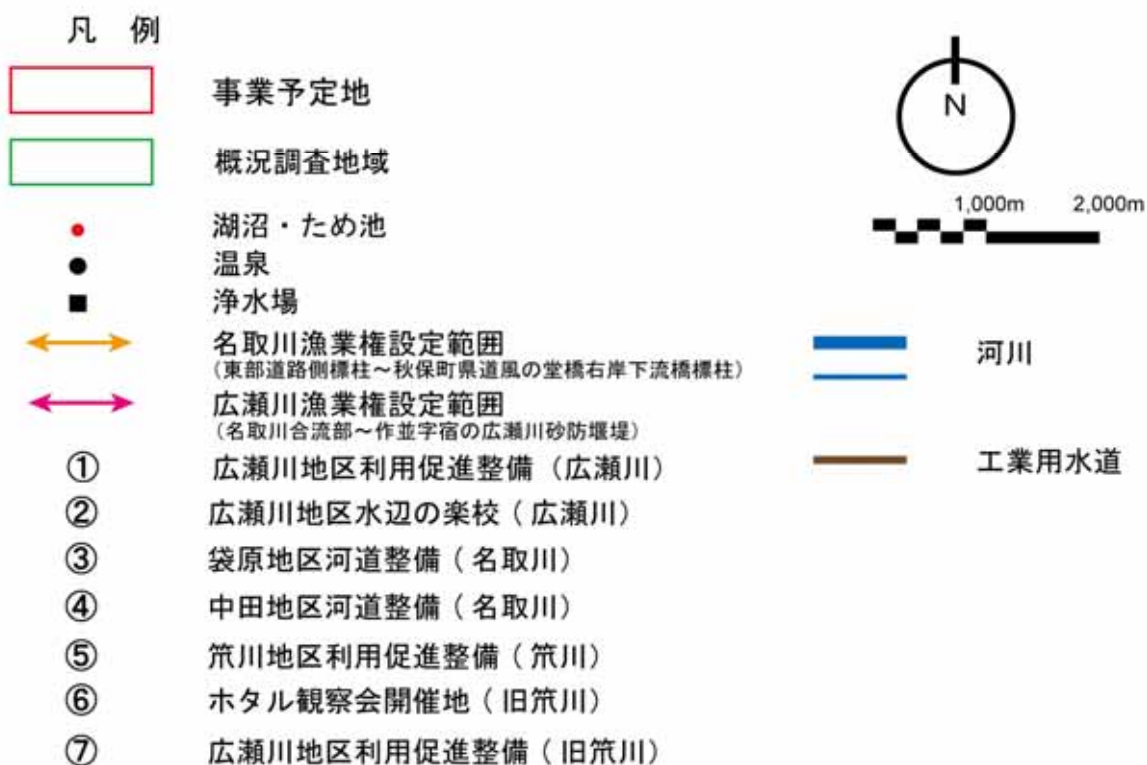 凡 例
事業予定地
概況調査地域
湖沼・ため池
温泉
浄水場
名取川漁業権設定範囲
(東部道路側標柱～秋保町県道風の堂橋右岸下流橋標柱)
広瀬川漁業権設定範囲
(名取川合流部～作並字宿の広瀬川砂防堰堤)
① 広瀬川地区利用促進整備(広瀬川)
② 広瀬川地区水辺の楽校(広瀬川)
③ 袋原地区河道整備(名取川)
④ 中田地区河道整備(名取川)
⑤ 笊川地区利用促進整備(笊川)
⑥ ホタル観察会開催地(旧笊川)
⑦ 広瀬川地区利用促進整備(旧笊川)
N
1,000m 2,000m
河川
工業用水道